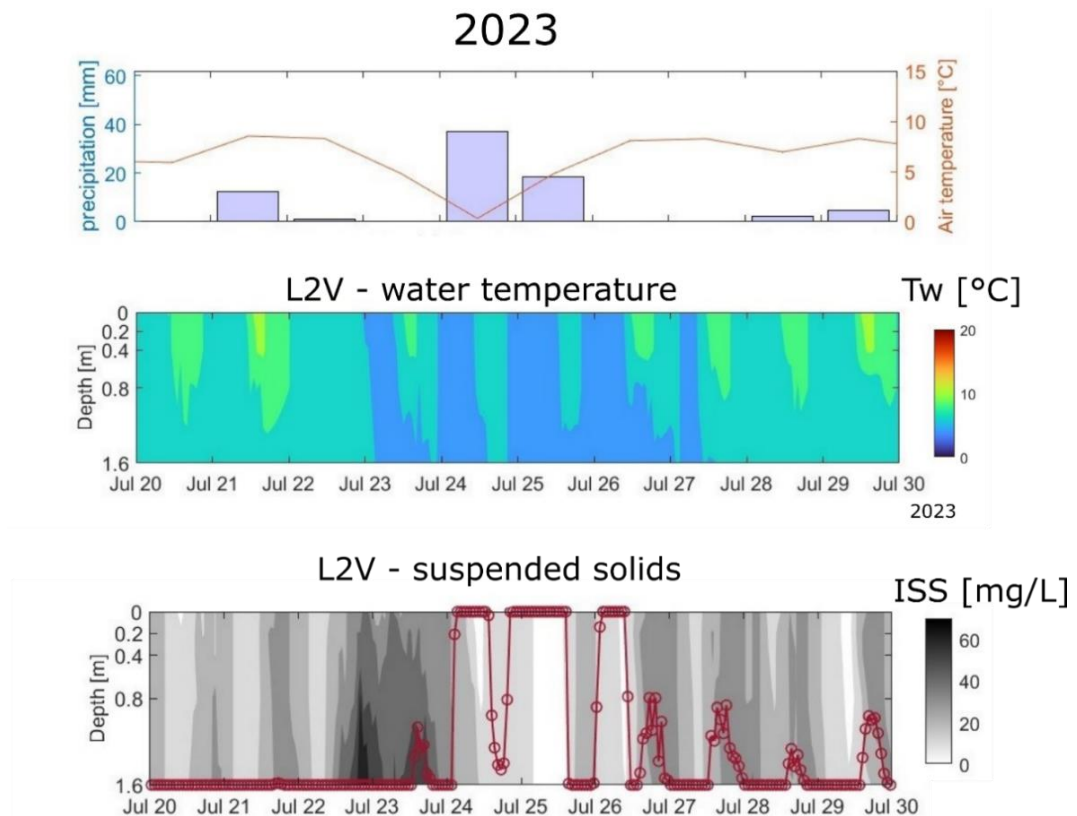 2023
precipitation [mm]
60
40
20
0
15
10
5
0
Air temperature [°C]
L2V - water temperature
Tw [°C]
Depth [m]
0
0.2
0.4
0.8
1.6
Jul 20 Jul 21 Jul 22 Jul 23 Jul 24 Jul 25 Jul 26 Jul 27 Jul 28 Jul 29 Jul 30
20
10
0
2023
L2V - suspended solids
ISS [mg/L]
Depth [m]
0
0.2
0.4
0.8
1.6
Jul 20 Jul 21 Jul 22 Jul 23 Jul 24 Jul 25 Jul 26 Jul 27 Jul 28 Jul 29 Jul 30
60
40
20
0